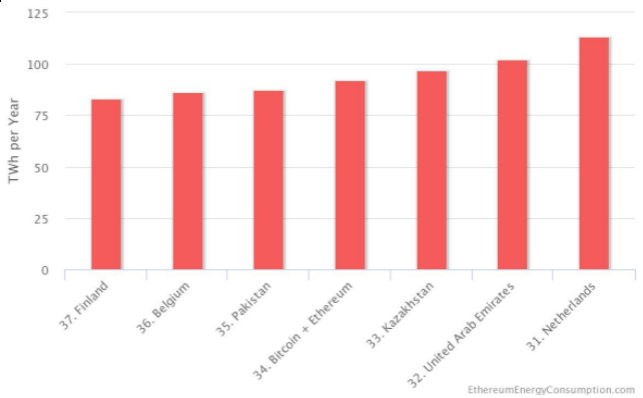 125
100
75
50
25
0
TWh per Year
37. Finland
36. Belgium
35. Pakistan
34. Bitcoin + Ethereum
33. Kazakhstan
32. United Arab Emirates
31. Netherlands
EthereumEnergyConsumption.com